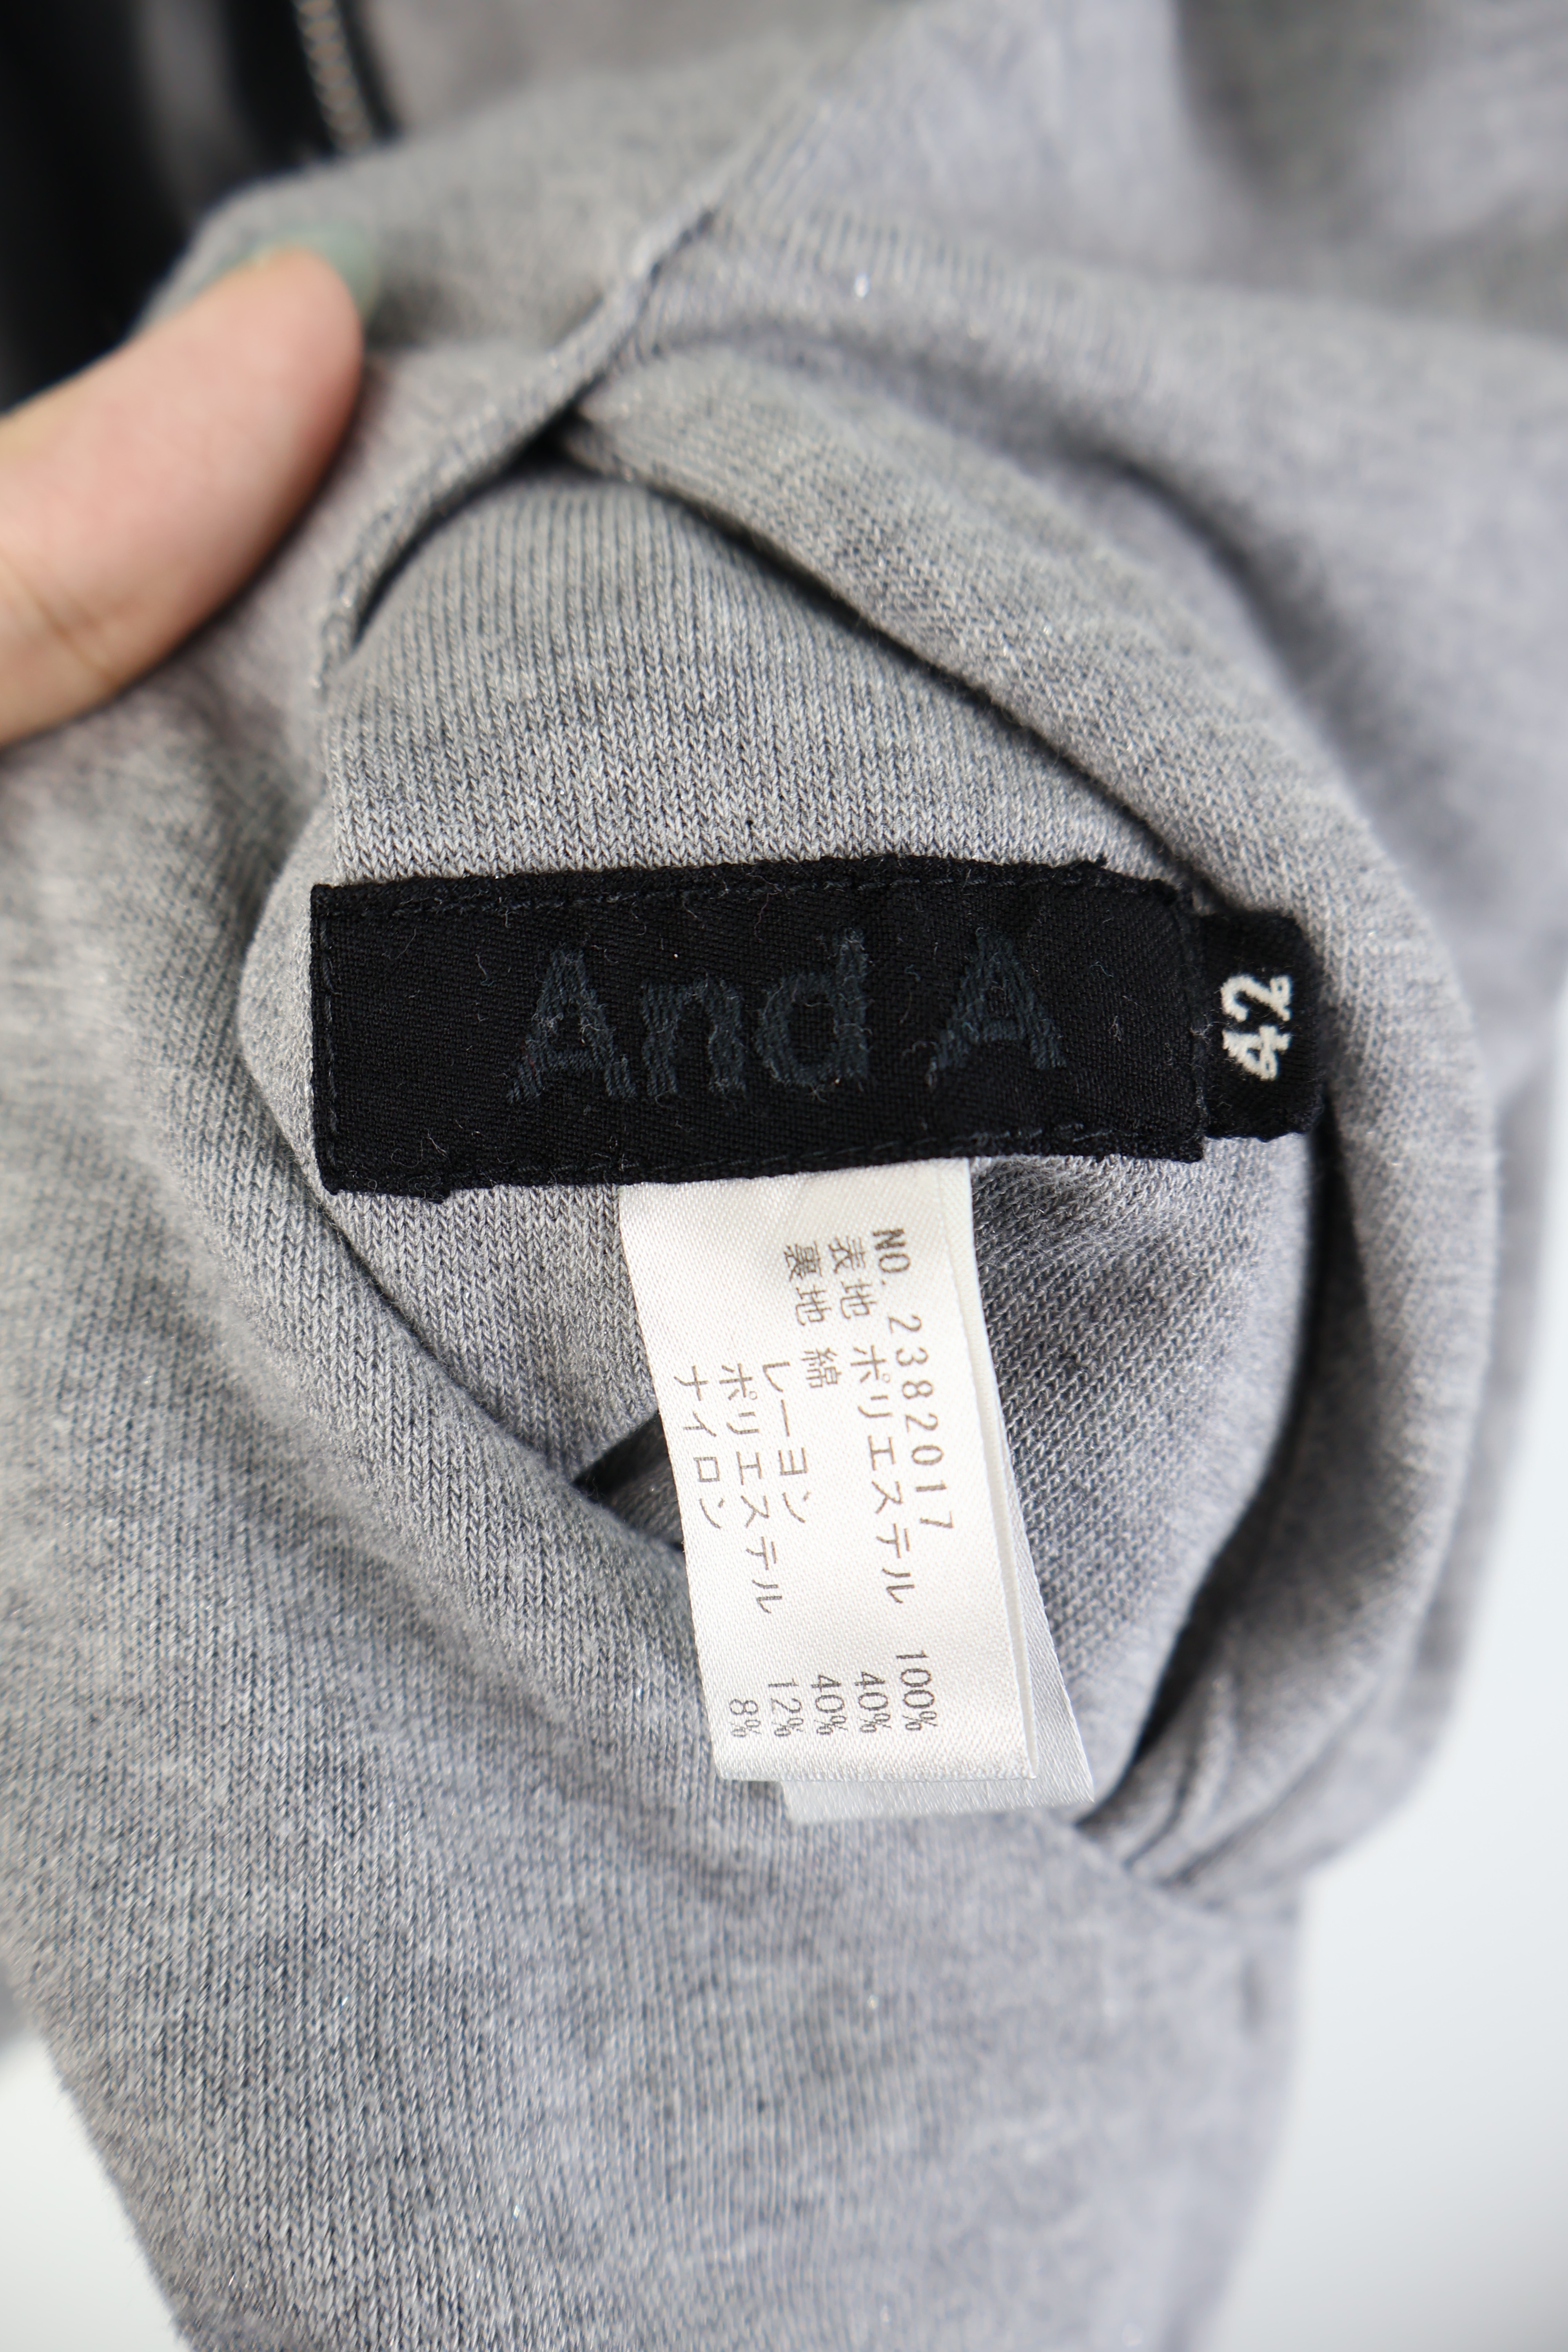 And A
42
NO. 2382017
表地 ポリエステル 100%
裏地 綿 40%
レーヨン 40%
ポリエステル 12%
ナイロン 8%